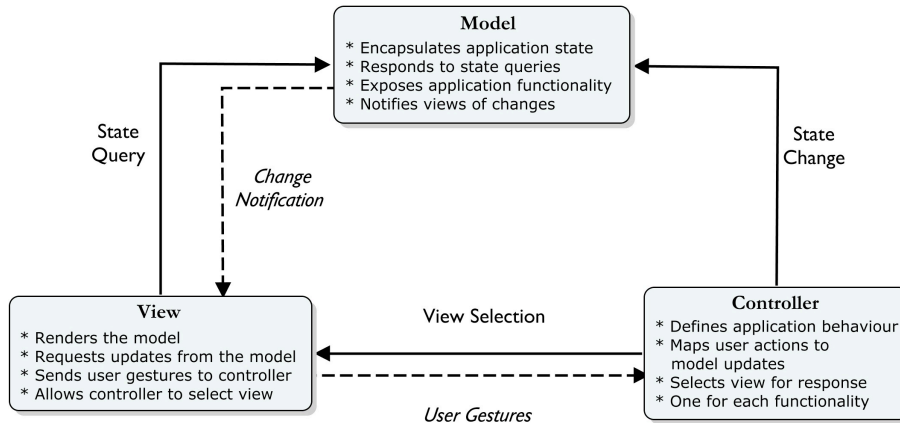 Model
* Encapsulates application state
* Responds to state queries
* Exposes application functionality
* Notifies views of changes
State
Query
Change
Notification
State
Change
View
* Renders the model
* Requests updates from the model
* Sends user gestures to controller
* Allows controller to select view
View Selection
User Gestures
Controller
* Defines application behaviour
* Maps user actions to
model updates
* Selects view for response
* One for each functionality